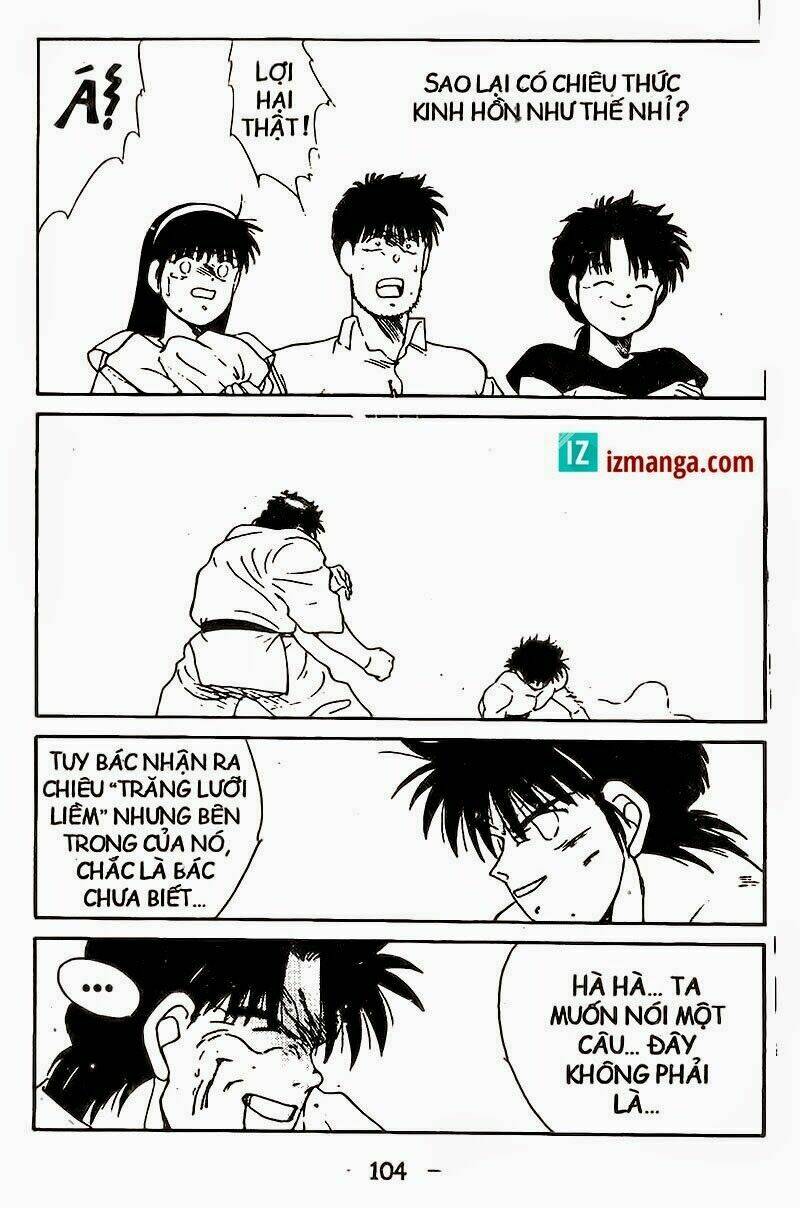 Á
LỢI
HẠI
THẬT!
SAO LẠI CÓ CHIÊU THỨC
KINH HỒN NHƯ THẾ NHỈ?
IZ izmanga.com
TUY BÁC NHẬN RA
CHIÊU “TRĂNG LƯỠI
LIỀM” NHƯNG BÊN
TRONG CỦA NÓ,
CHẮC LÀ BÁC
CHƯA BIẾT...
...
HÀ HÀ... TA
MUỐN NÓI MỘT
CÂU... ĐÂY
KHÔNG PHẢI
LÀ...
- 104 -